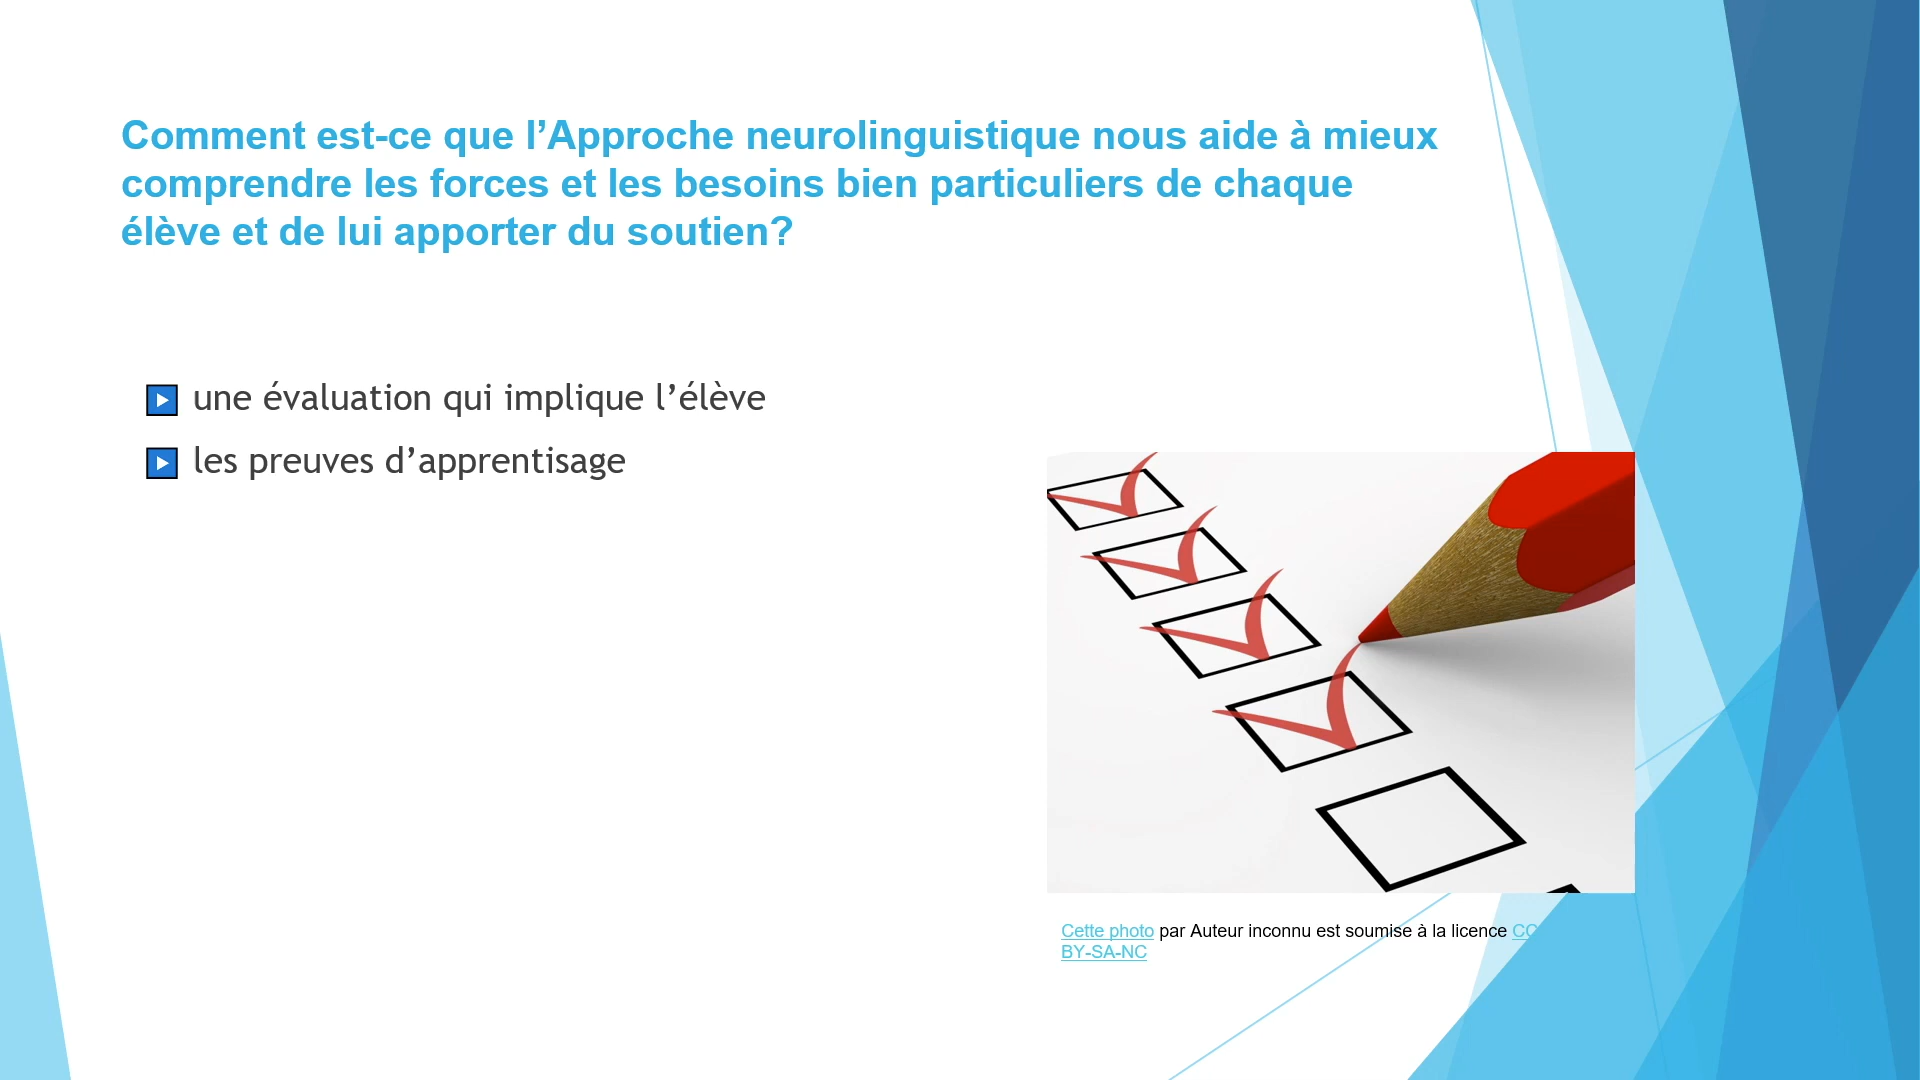 Comment est-ce que l’Approche neurolinguistique nous aide à mieux
comprendre les forces et les besoins bien particuliers de chaque
élève et de lui apporter du soutien?
une évaluation qui implique l’élève
les preuves d’apprentisage
Cette photo par Auteur inconnu est soumise à la licence CC
BY-SA-NC